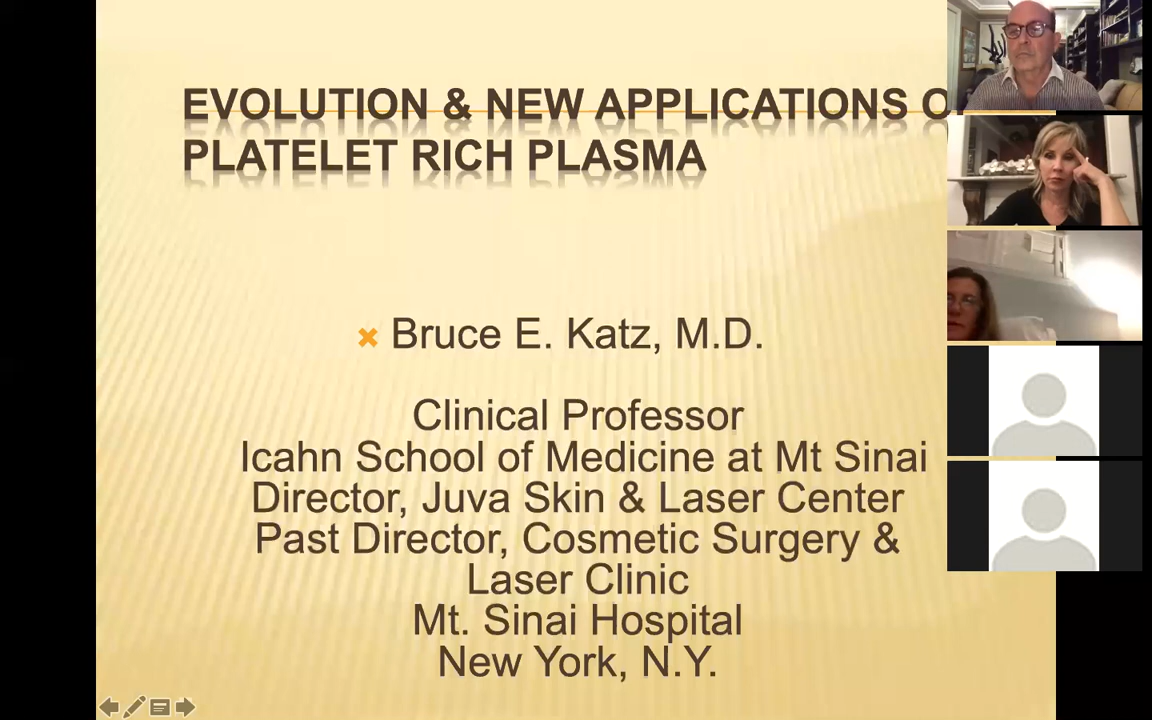 EVOLUTION & NEW APPLICATIONS O
PLATELET RICH PLASMA
Bruce E. Katz, M.D.
Clinical Professor
Icahn School of Medicine at Mt Sinai
Director, Juva Skin & Laser Center
Past Director, Cosmetic Surgery &
Laser Clinic
Mt. Sinai Hospital
New York, N.Y.